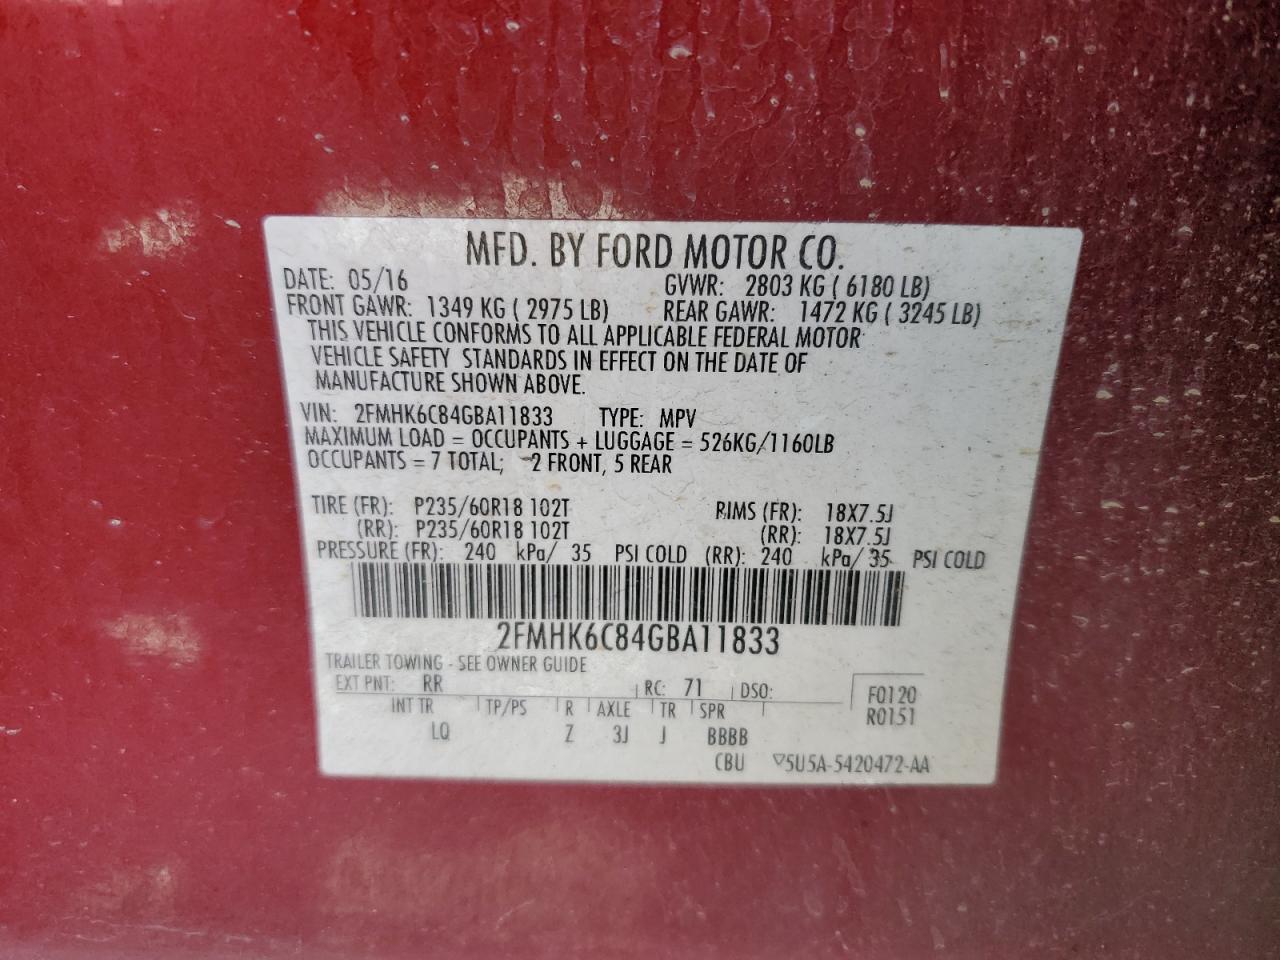 MFD. BY FORD MOTOR CO.
DATE: 05/16 GVWR: 2803 KG ( 6180 LB)
FRONT GAWR: 1349 KG ( 2975 LB) REAR GAWR: 1472 KG ( 3245 LB)
THIS VEHICLE CONFORMS TO ALL APPLICABLE FEDERAL MOTOR
VEHICLE SAFETY STANDARDS IN EFFECT ON THE DATE OF
MANUFACTURE SHOWN ABOVE.
VIN: 2FMHK6C84GBA11833 TYPE: MPV
MAXIMUM LOAD = OCCUPANTS + LUGGAGE = 526KG/1160LB
OCCUPANTS = 7 TOTAL; 2 FRONT, 5 REAR
TIRE (FR): P235/60R18 102T RIMS (FR): 18X7.5J
(RR): P235/60R18 102T (RR): 18X7.5J
PRESSURE (FR): 240 kPa/ 35 PSI COLD (RR): 240 kPa/ 35 PSI COLD
2FMHK6C84GBA11833
TRAILER TOWING - SEE OWNER GUIDE
EXT PNT: RR RC: 71 DSO: F0120
INT TR TP/PS R AXLE TR SPR R0151
LQ Z 3J J BBBB
CBU ▽5U5A-5420472-AA